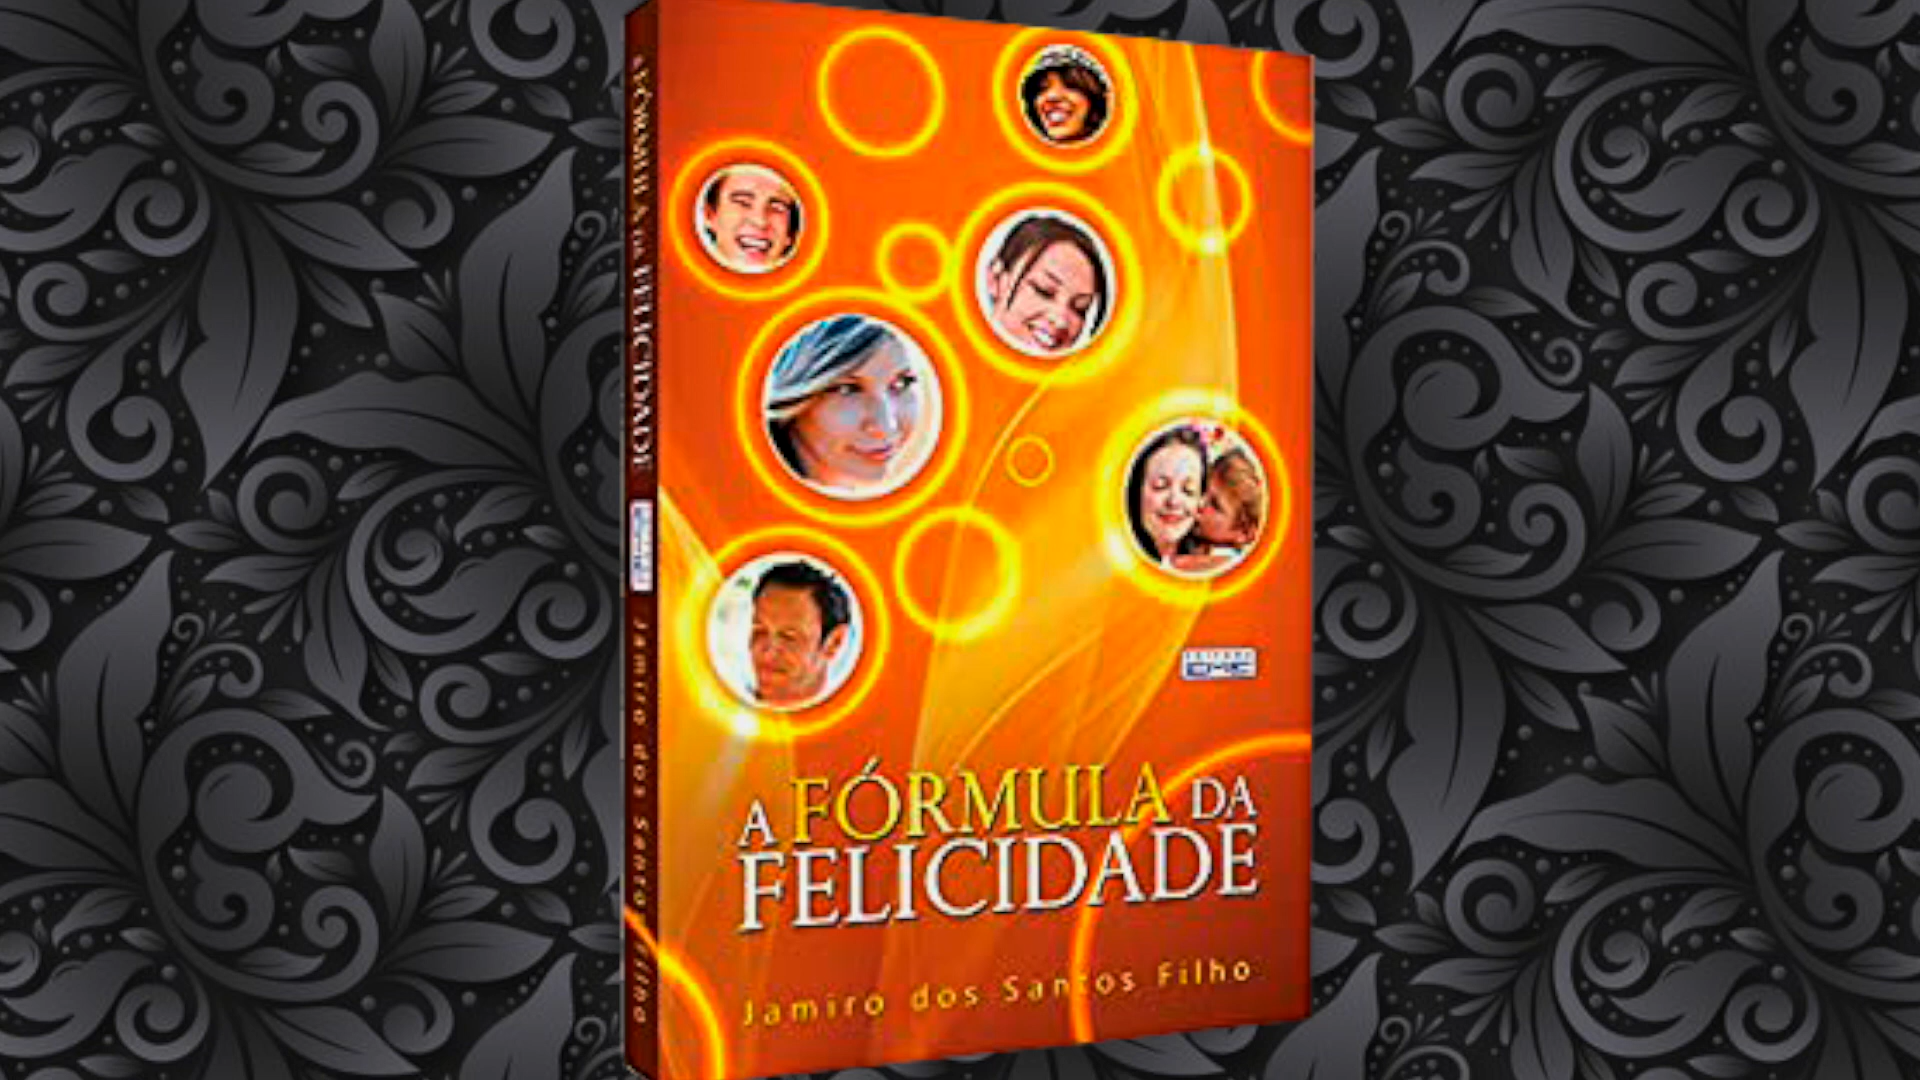 A FÓRMULA DA FELICIDADE
Jamiro dos Santos Filho
A FÓRMULA DA
FELICIDADE
Jamiro dos Santos Filho